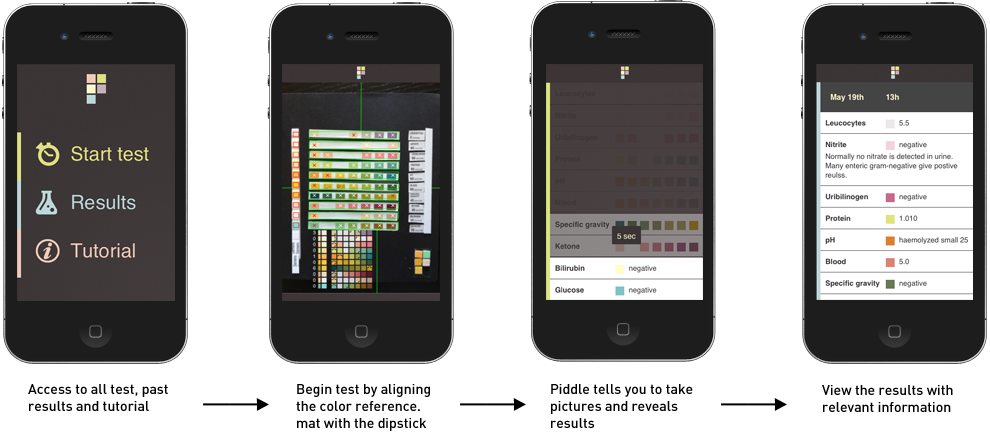 Start test
Results
Tutorial
Specific gravity
5 sec
Ketone
Bilirubin negative
Glucose negative
May 19th 13h
Leucocytes 5.5
Nitrite negative
Normally no nitrate is detected in urine.
Many enteric gram-negative give postive
reulss.
Uribilinogen negative
Protein 1.010
pH haemolyzed small 25
Blood 5.0
Specific gravity negative
Access to all test, past
results and tutorial
Begin test by aligning
the color reference.
mat with the dipstick
Piddle tells you to take
pictures and reveals
results
View the results with
relevant information